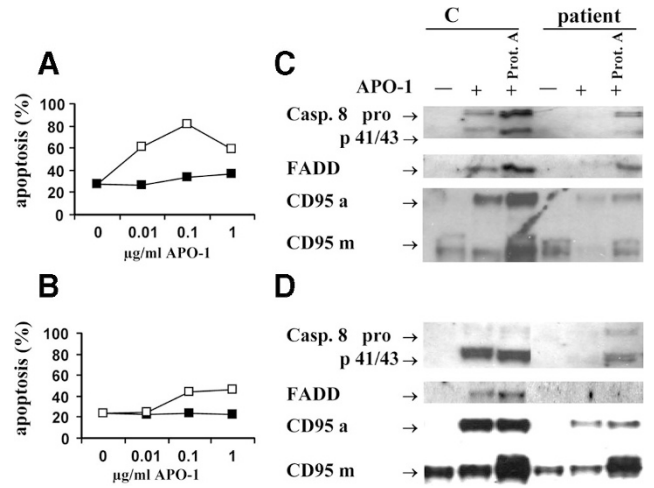 C patient
A
C
APO-1 — + + Prot. A — + + Prot. A
apoptosis (%)
100
80
60
40
20
0
0 0.01 0.1 1
µg/ml APO-1
Casp. 8 pro →
p 41/43 →
FADD →
CD95 a →
CD95 m →
B
D
apoptosis (%)
100
80
60
40
20
0
0 0.01 0.1 1
µg/ml APO-1
Casp. 8 pro →
p 41/43 →
FADD →
CD95 a →
CD95 m →